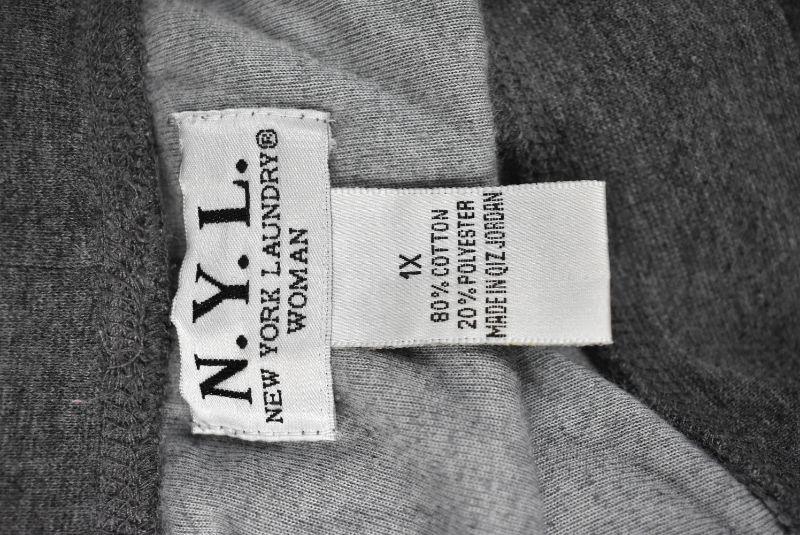 N.Y.L.
NEW YORK LAUNDRY®
WOMAN
1X
80% COTTON
20% POLYESTER
MADE IN QIZ JORDAN